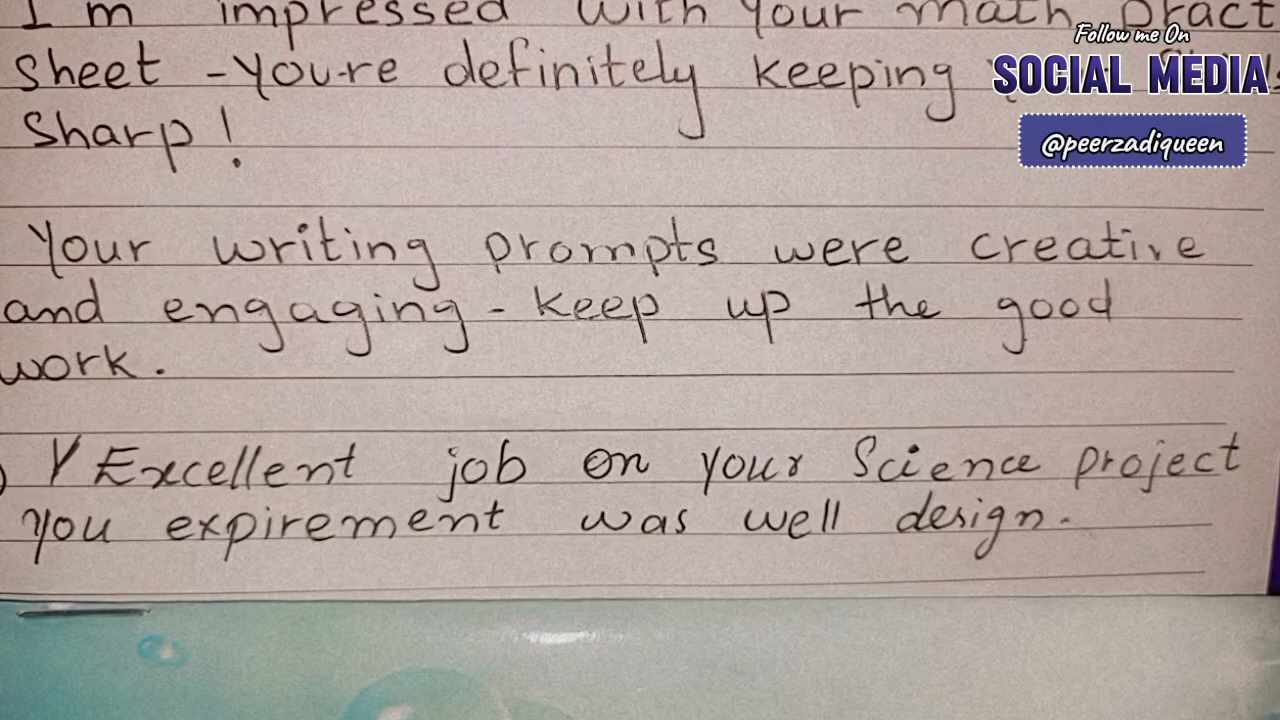 I'm impressed with your math pract
Sheet - You-re definitely keeping
Sharp!
Your writing prompts were creative
and engaging - keep up the good
work.
Y Excellent job on your Science project
you expirement was well design.
Follow me On
SOCIAL MEDIA
@peerzadiqueen